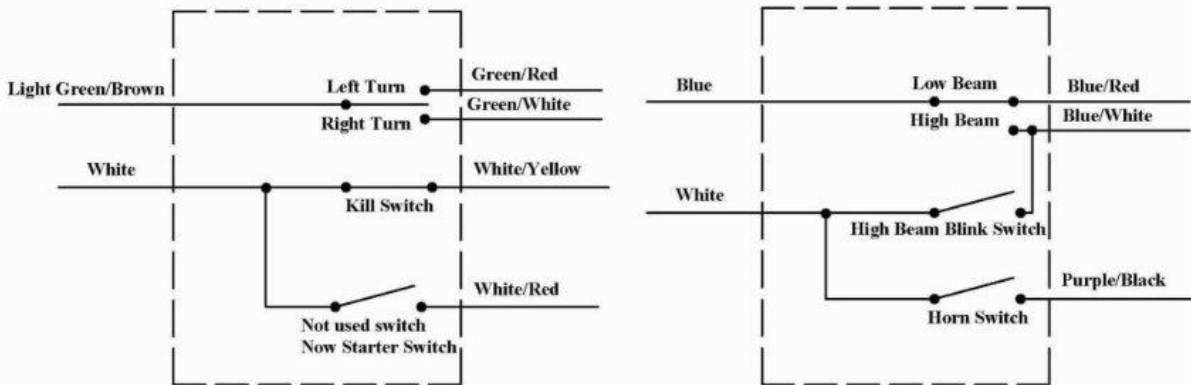 Light Green/Brown
Left Turn
Right Turn
Green/Red
Green/White
White
Kill Switch
White/Yellow
Not used switch
Now Starter Switch
White/Red
Blue
Low Beam
High Beam
Blue/Red
Blue/White
White
High Beam Blink Switch
Horn Switch
Purple/Black